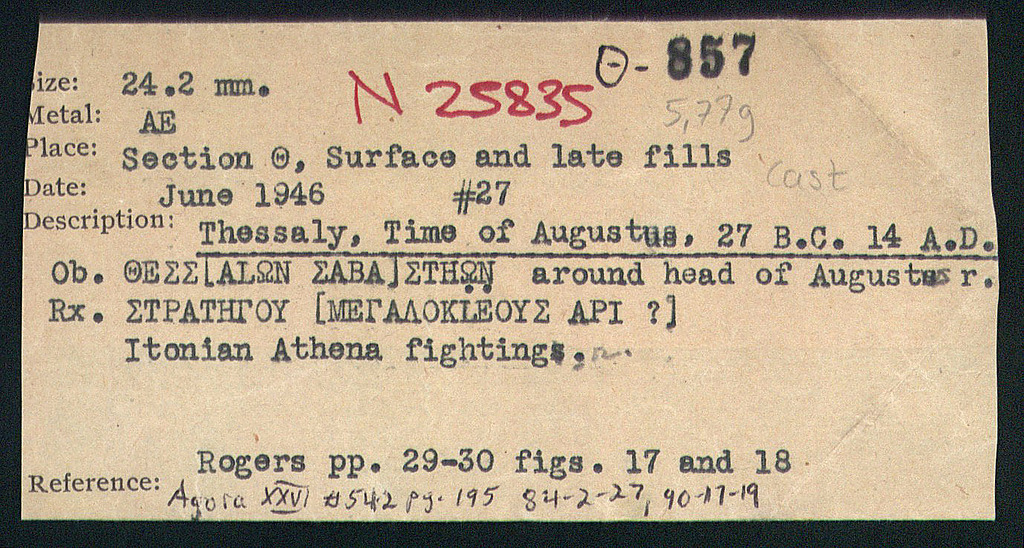 Θ- 857
ize: 24.2 mm. N 25835
5,77g
Metal: AE
Place: Section Θ, Surface and late fills
cast
Date: June 1946 #27
Description: Thessaly, Time of Augustus, 27 B.C. 14 A.D.
Ob. ΘΕΣΣ[ΑLΩΝ ΣΑΒΑ]ΣΤΗΩΝ around head of Augustus r.
Rx. ΣΤΡΑΤΗΓΟΥ [ΜΕΓΑΛΟΚLΕΟΥΣ ΑΡΙ ?]
Itonian Athena fighting, r.
Rogers pp. 29-30 figs. 17 and 18
Reference: Agora XXVI #542 pg. 195 84-2-27, 90-17-19